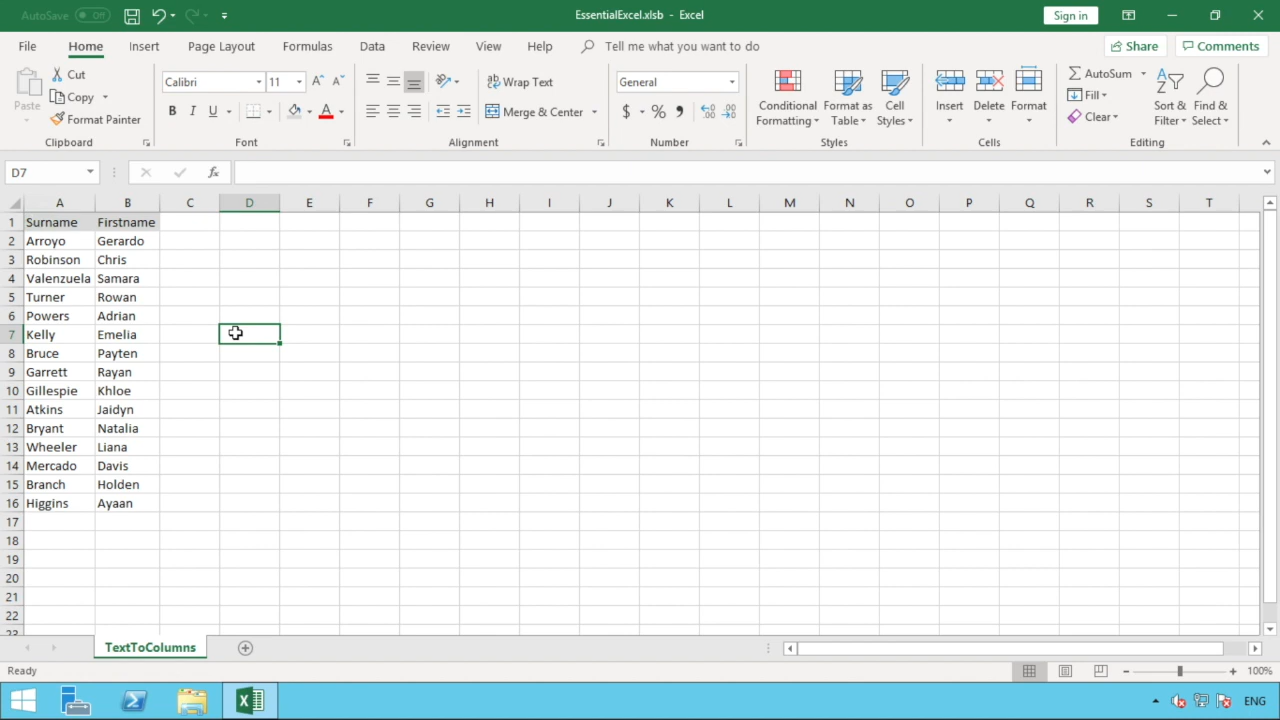 AutoSave Off EssentialExcel.xlsb - Excel Sign in
File Home Insert Page Layout Formulas Data Review View Help Tell me what you want to do Share Comments
Paste Cut Copy Format Painter Clipboard
Calibri 11 A A B I U A Font
Wrap Text Merge & Center Alignment
General $ % Number
Conditional Formatting Format as Table Cell Styles Styles
Insert Delete Format Cells
AutoSum Fill Clear Sort & Filter Find & Select Editing
D7 fx
A B C D E F G H I J K L M N O P Q R S T
1 Surname Firstname
2 Arroyo Gerardo
3 Robinson Chris
4 Valenzuela Samara
5 Turner Rowan
6 Powers Adrian
7 Kelly Emelia
8 Bruce Payten
9 Garrett Rayan
10 Gillespie Khloe
11 Atkins Jaidyn
12 Bryant Natalia
13 Wheeler Liana
14 Mercado Davis
15 Branch Holden
16 Higgins Ayaan
17
18
19
20
21
22
23
TextToColumns
Ready 100%
ENG